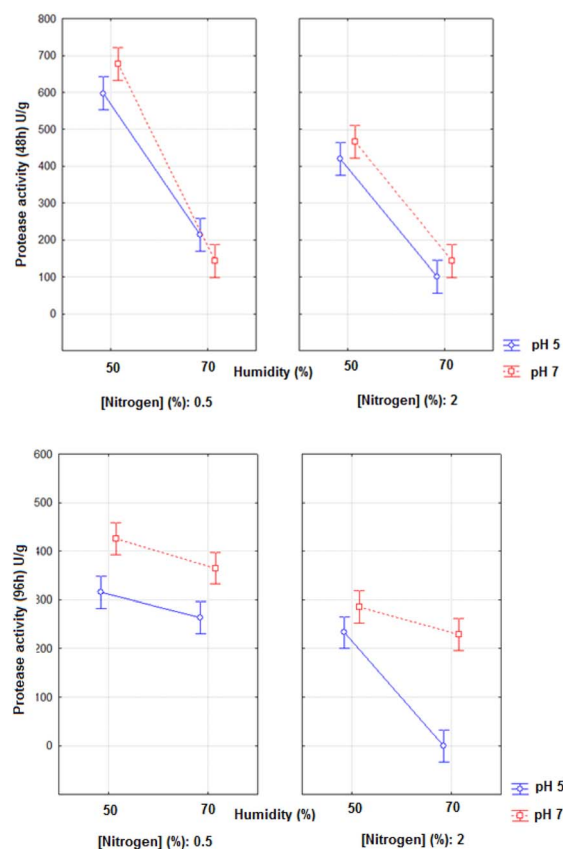 800
700
600
500
400
300
200
100
0
Protease activity (48h) U/g
50
70
Humidity (%)
50
70
[Nitrogen] (%): 0.5
[Nitrogen] (%): 2
pH 5
pH 7
600
500
400
300
200
100
0
Protease activity (96h) U/g
50
70
Humidity (%)
50
70
[Nitrogen] (%): 0.5
[Nitrogen] (%): 2
pH 5
pH 7